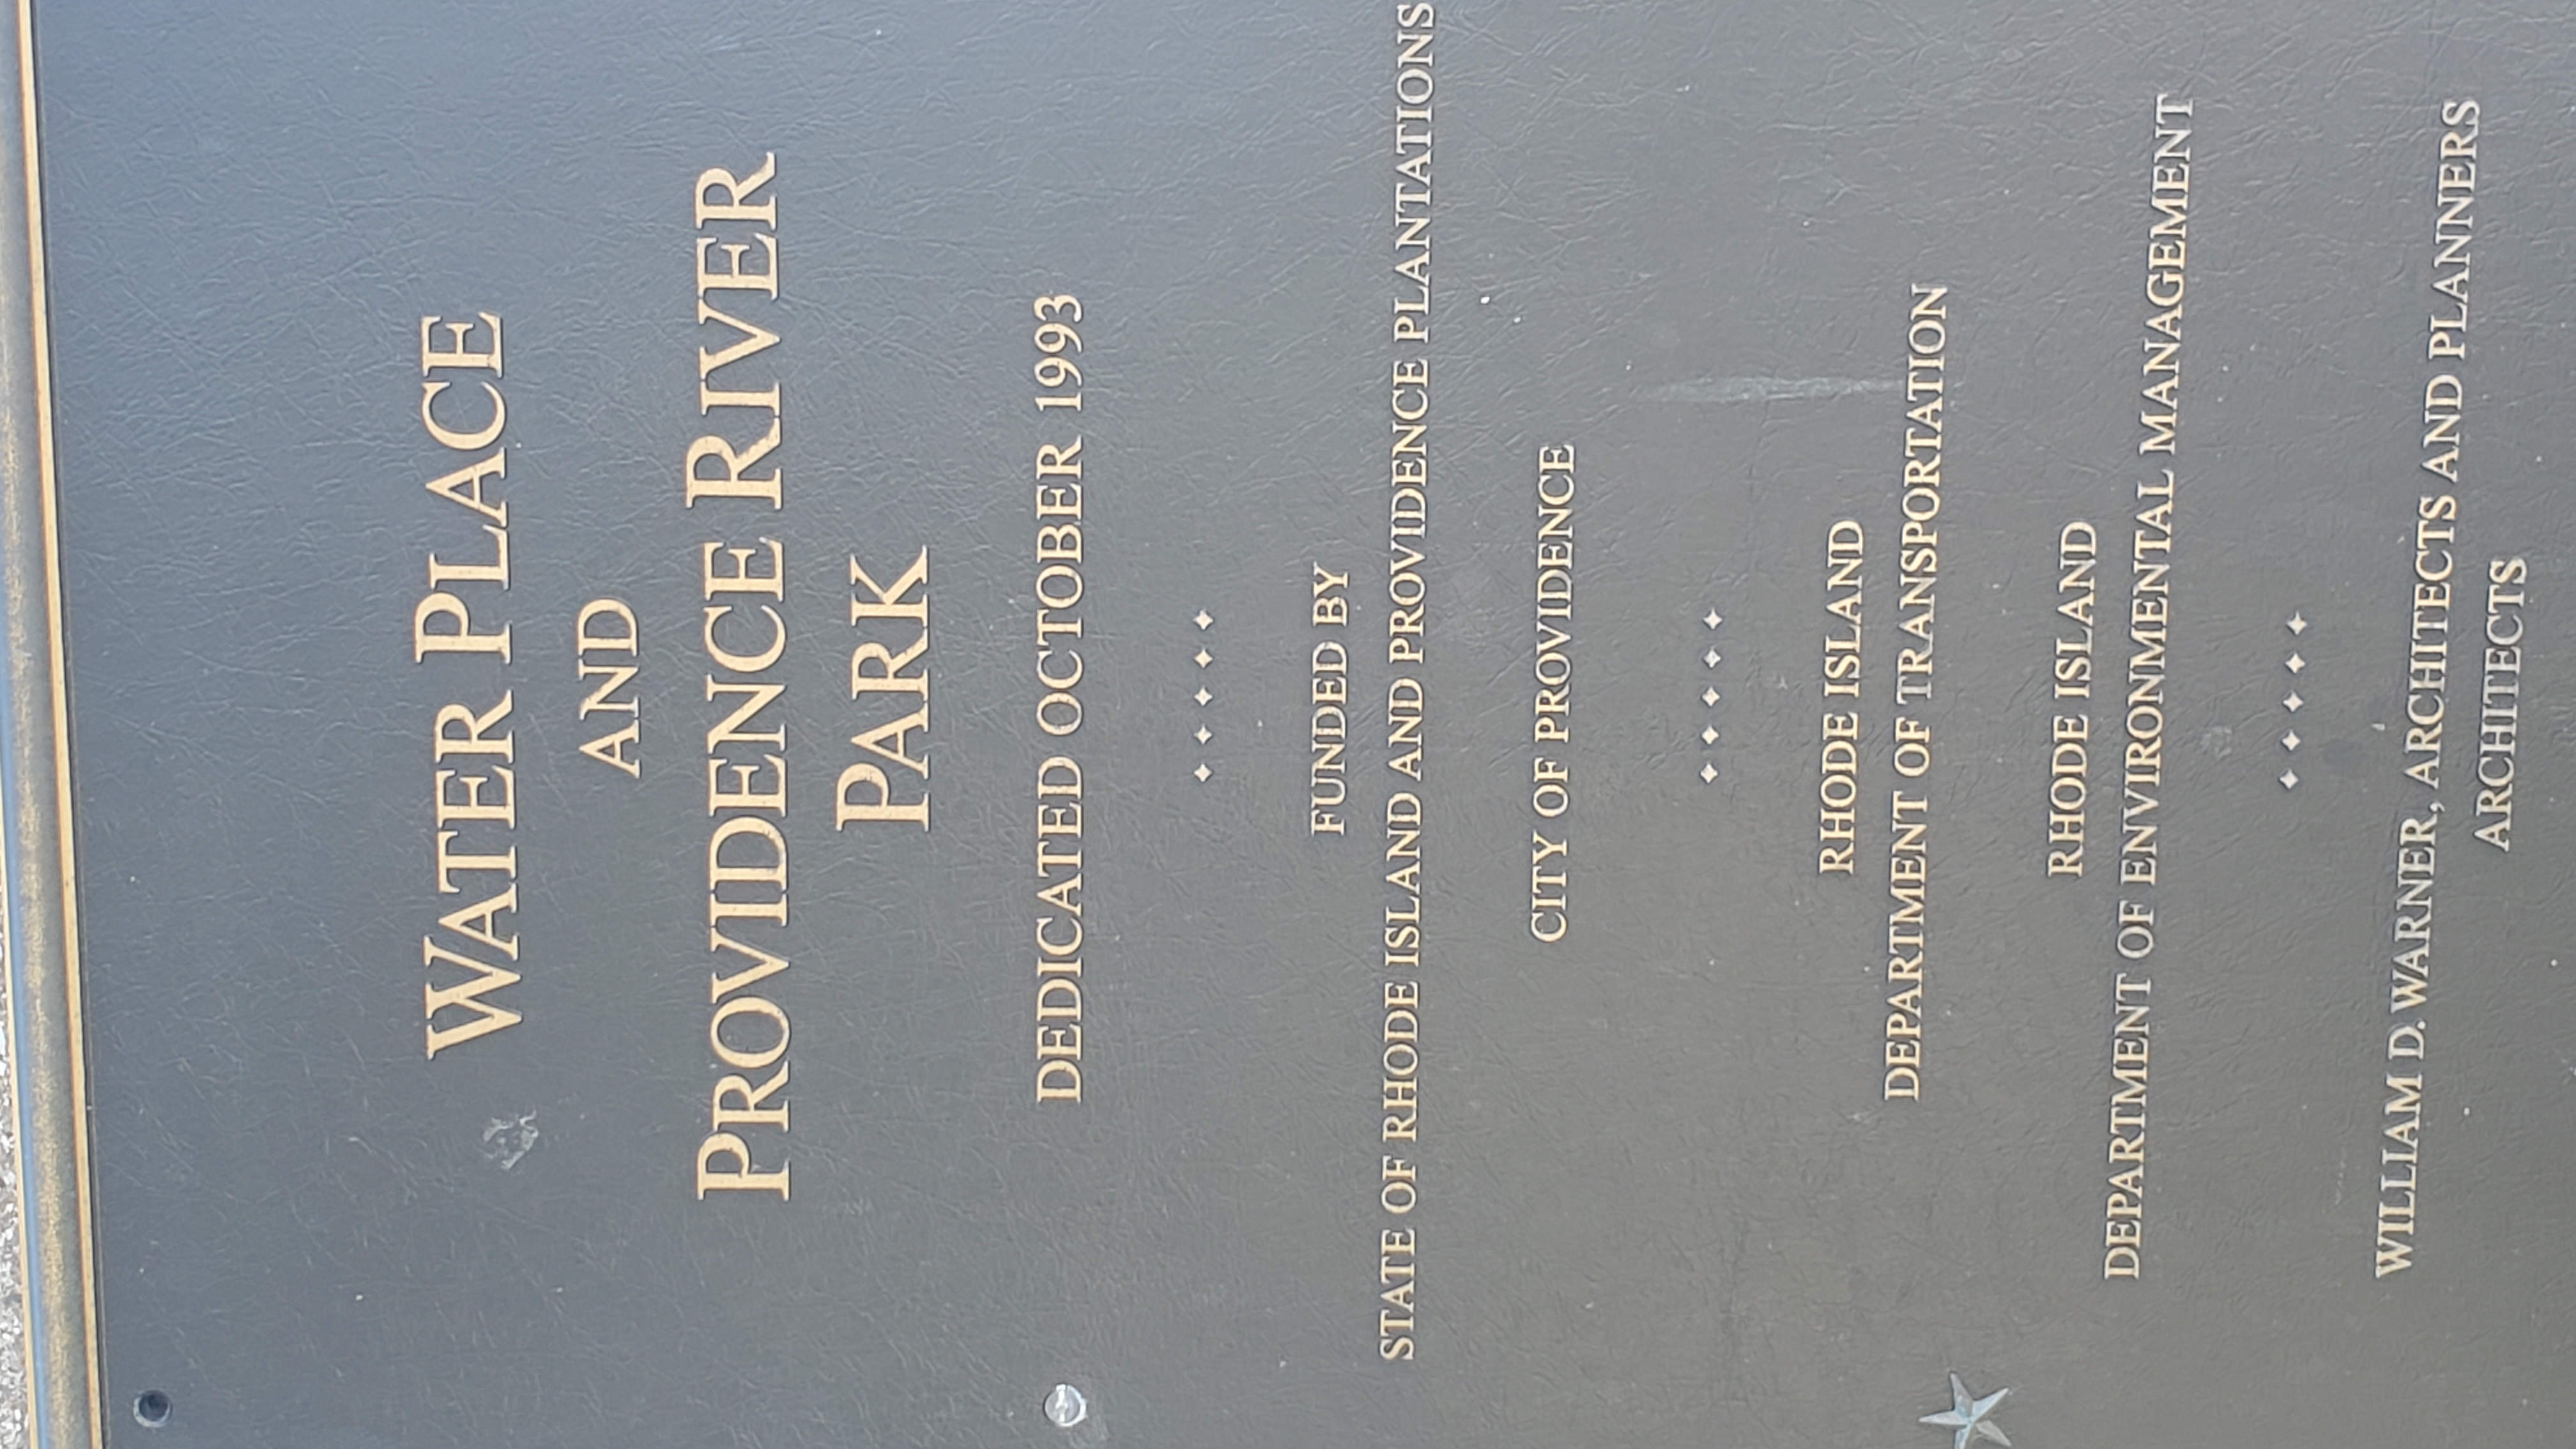 WATER PLACE
AND
PROVIDENCE RIVER
PARK
DEDICATED OCTOBER 1993
FUNDED BY
STATE OF RHODE ISLAND AND PROVIDENCE PLANTATIONS
CITY OF PROVIDENCE
RHODE ISLAND
DEPARTMENT OF TRANSPORTATION
RHODE ISLAND
DEPARTMENT OF ENVIRONMENTAL MANAGEMENT
WILLIAM D. WARNER, ARCHITECTS AND PLANNERS
ARCHITECTS